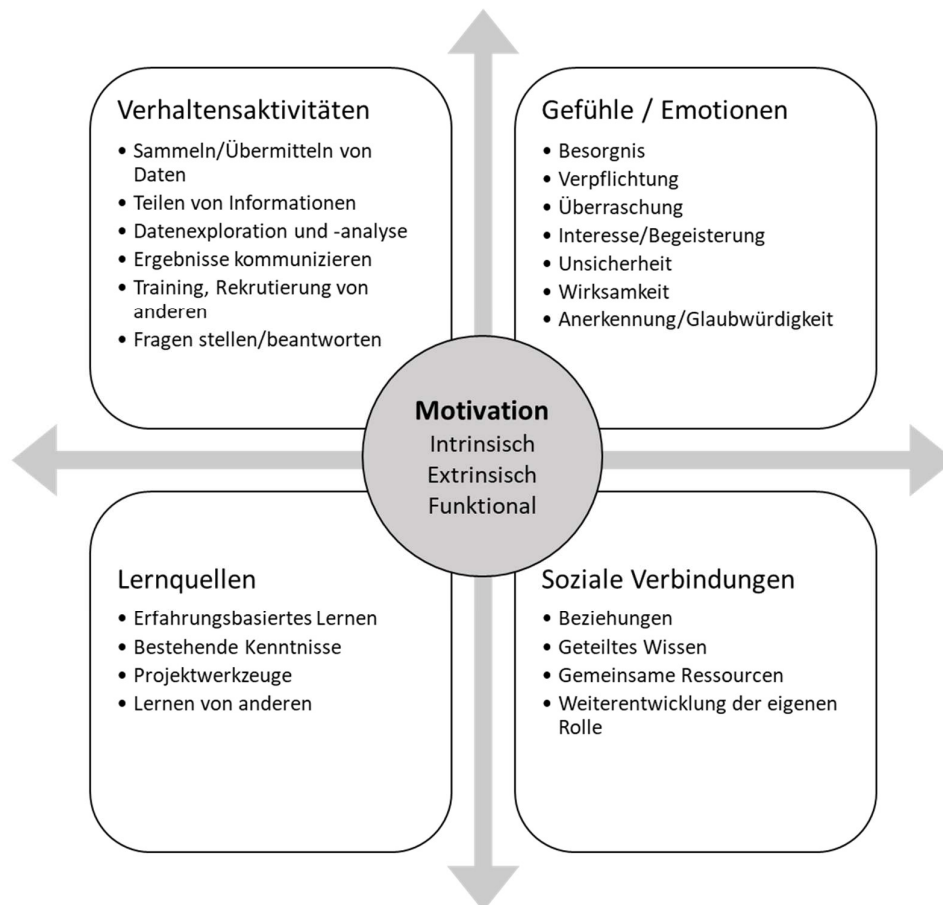 Verhaltensaktivitäten
• Sammeln/Übermitteln von
Daten
• Teilen von Informationen
• Datenexploration und -analyse
• Ergebnisse kommunizieren
• Training, Rekrutierung von
anderen
• Fragen stellen/beantworten
Gefühle / Emotionen
• Besorgnis
• Verpflichtung
• Überraschung
• Interesse/Begeisterung
• Unsicherheit
• Wirksamkeit
• Anerkennung/Glaubwürdigkeit
Motivation
Intrinsisch
Extrinsisch
Funktional
Lernquellen
• Erfahrungsbasiertes Lernen
• Bestehende Kenntnisse
• Projektwerkzeuge
• Lernen von anderen
Soziale Verbindungen
• Beziehungen
• Geteiltes Wissen
• Gemeinsame Ressourcen
• Weiterentwicklung der eigenen
Rolle